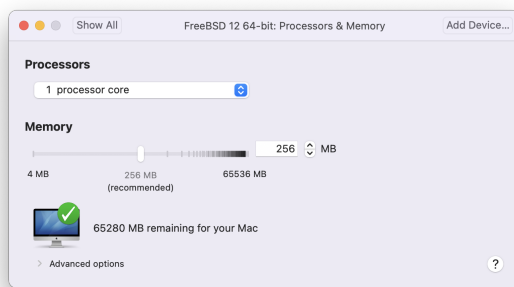 Show All
FreeBSD 12 64-bit: Processors & Memory
Add Device...
Processors
1 processor core
Memory
256 MB
4 MB
256 MB
65536 MB
(recommended)
65280 MB remaining for your Mac
Advanced options
?